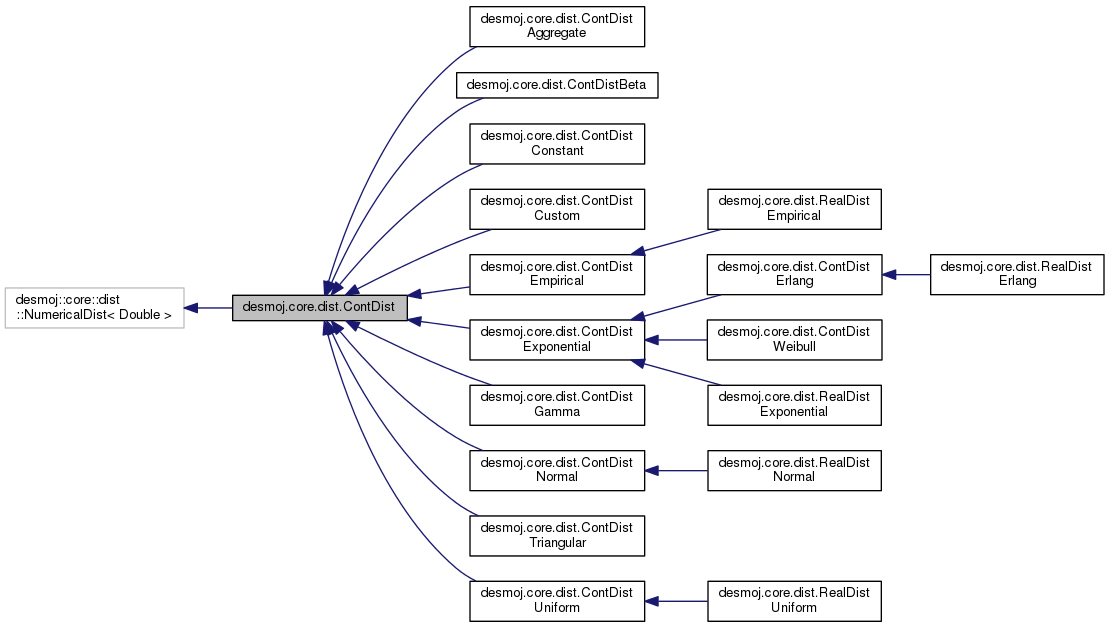 desmoj::core::dist
::NumericalDist< Double >
desmoj.core.dist.ContDist
desmoj.core.dist.ContDist
Aggregate
desmoj.core.dist.ContDistBeta
desmoj.core.dist.ContDist
Constant
desmoj.core.dist.ContDist
Custom
desmoj.core.dist.ContDist
Empirical
desmoj.core.dist.ContDist
Exponential
desmoj.core.dist.ContDist
Gamma
desmoj.core.dist.ContDist
Normal
desmoj.core.dist.ContDist
Triangular
desmoj.core.dist.ContDist
Uniform
desmoj.core.dist.RealDist
Empirical
desmoj.core.dist.ContDist
Erlang
desmoj.core.dist.ContDist
Weibull
desmoj.core.dist.RealDist
Exponential
desmoj.core.dist.RealDist
Normal
desmoj.core.dist.RealDist
Uniform
desmoj.core.dist.RealDist
Erlang